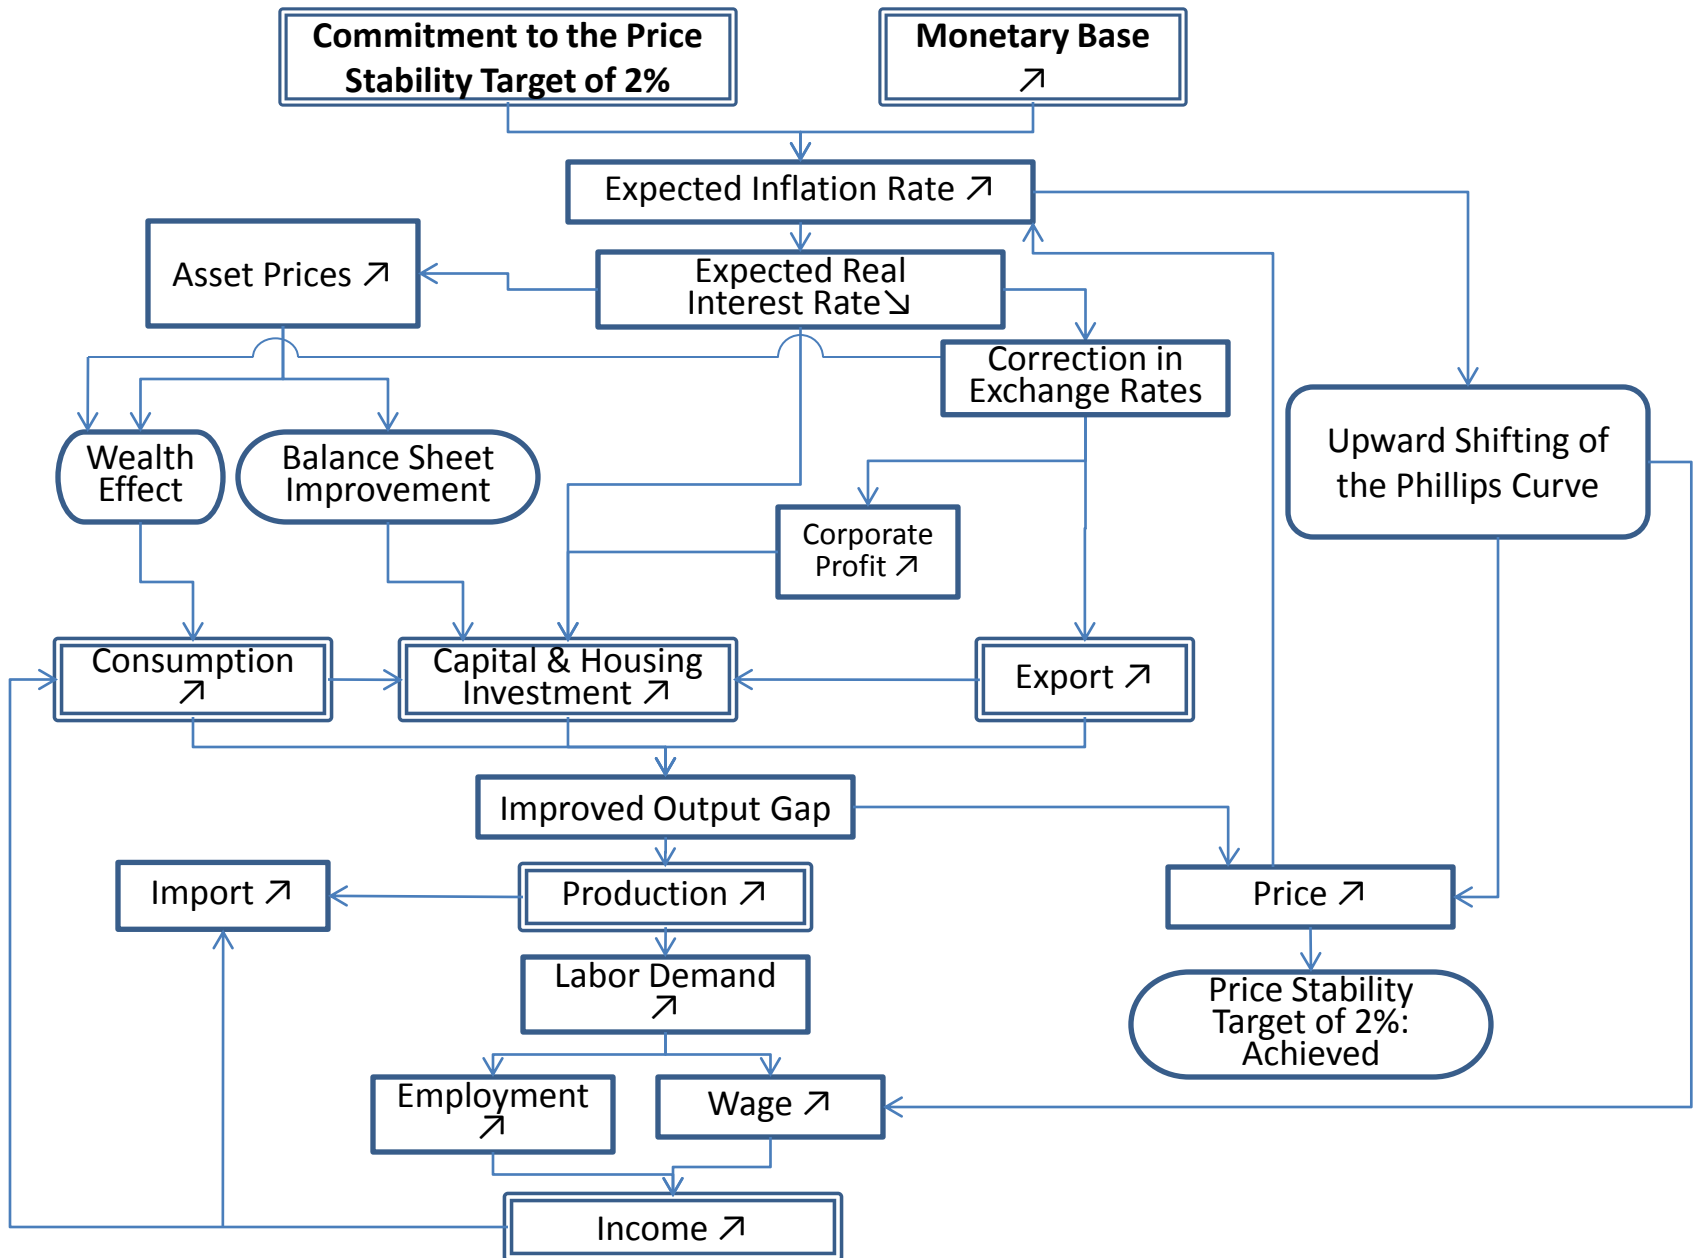 Commitment to the Price
Stability Target of 2%
Monetary Base
↗
Expected Inflation Rate ↗
Asset Prices ↗
Expected Real
Interest Rate↘
Correction in
Exchange Rates
Upward Shifting of
the Phillips Curve
Wealth
Effect
Balance Sheet
Improvement
Corporate
Profit ↗
Consumption
↗
Capital & Housing
Investment ↗
Export ↗
Improved Output Gap
Import ↗
Production ↗
Price ↗
Labor Demand
↗
Price Stability
Target of 2%:
Achieved
Employment
↗
Wage ↗
Income ↗